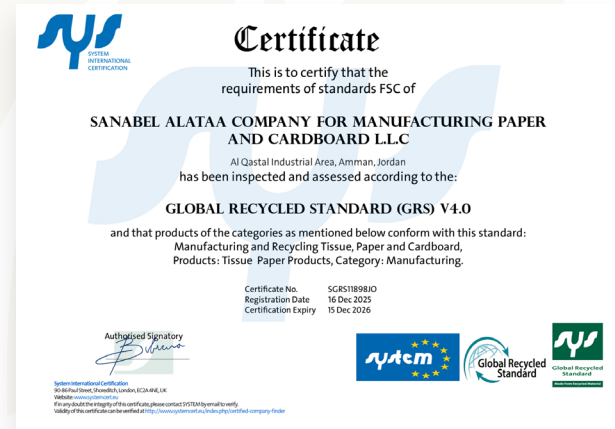 sys
SYSTEM
INTERNATIONAL
CERTIFICATION
Certificate
This is to certify that the
requirements of standards FSC of
SANABEL ALATAA COMPANY FOR MANUFACTURING PAPER
AND CARDBOARD L.L.C
Al Qastal Industrial Area, Amman, Jordan
has been inspected and assessed according to the:
GLOBAL RECYCLED STANDARD (GRS) V4.0
and that products of the categories as mentioned below conform with this standard:
Manufacturing and Recycling Tissue, Paper and Cardboard,
Products: Tissue Paper Products, Category: Manufacturing.
Certificate No. SGRS11898JO
Registration Date 16 Dec 2025
Certification Expiry 15 Dec 2026
Authorised Signatory
System International Certification
90-86 Paul Street, Shoreditch, London, EC2A 4NE, UK
Website: www.systemcert.eu
If in any doubt the integrity of this certificate, please contact SYSTEM by email to verify.
Validity of this certificate can be verified at http://www.systemcert.eu/index.php/certified-company-finder
system
Global Recycled
Standard
sys
Global Recycled
Standard
Made from Recycled Material